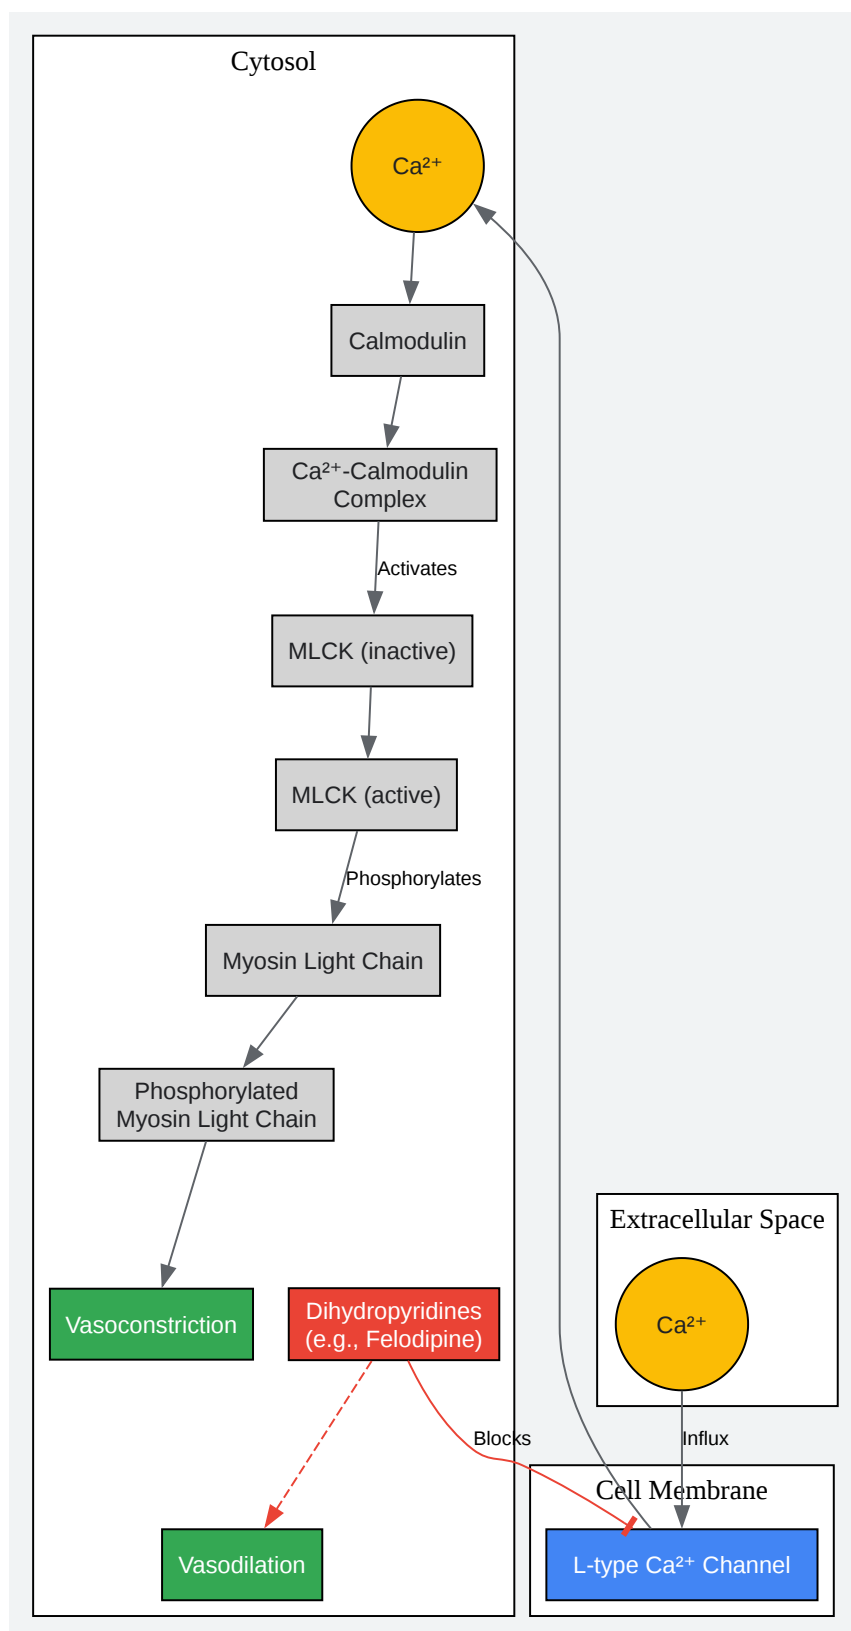 Cytosol
Ca²⁺
Calmodulin
Ca²⁺-Calmodulin
Complex
Activates
MLCK (inactive)
MLCK (active)
Phosphorylates
Myosin Light Chain
Phosphorylated
Myosin Light Chain
Vasoconstriction
Dihydropyridines
(e.g., Felodipine)
Blocks
Vasodilation
Extracellular Space
Ca²⁺
Influx
Cell Membrane
L-type Ca²⁺ Channel